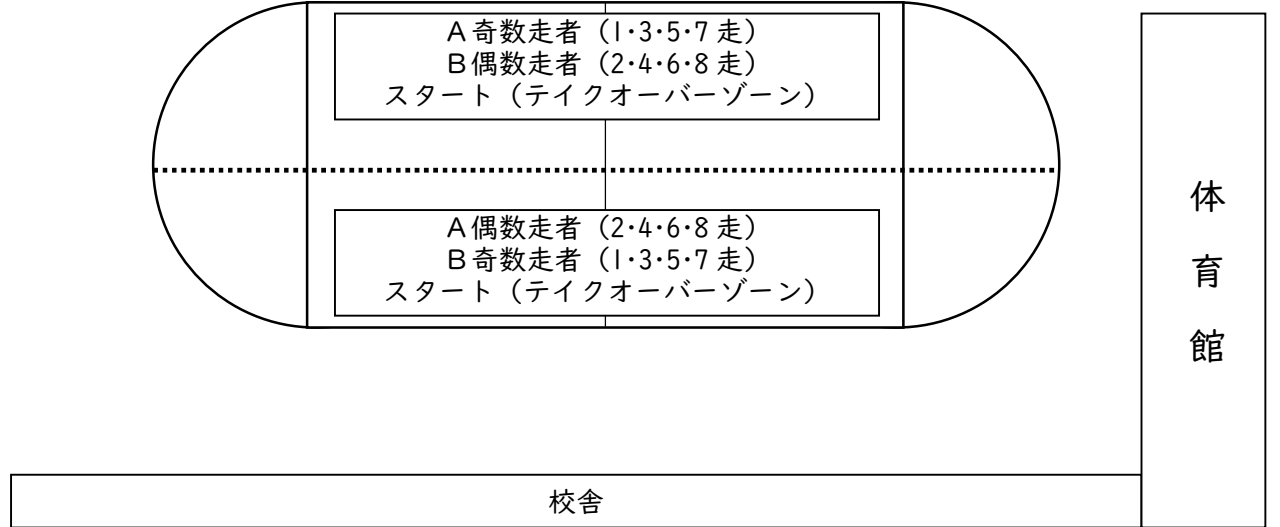 A奇数走者（1・3・5・7走）
B偶数走者（2・4・6・8走）
スタート（テイクオーバーゾーン）
A偶数走者（2・4・6・8走）
B奇数走者（1・3・5・7走）
スタート（テイクオーバーゾーン）
体育館
校舎